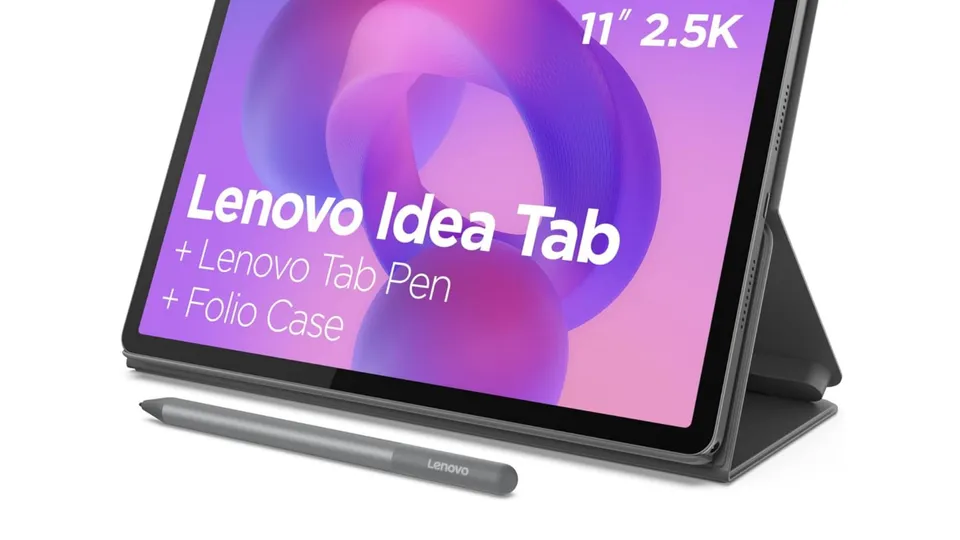 11″ 2.5K
Lenovo Idea Tab
+ Lenovo Tab Pen
+ Folio Case
Lenovo